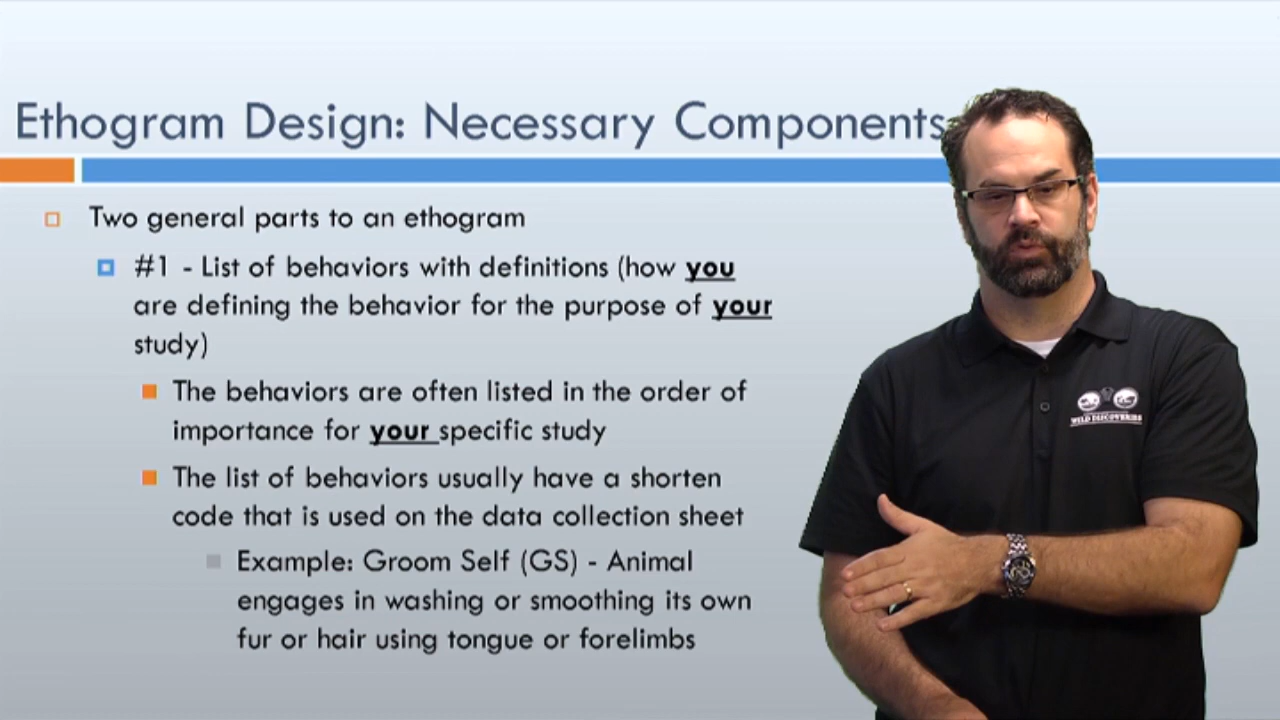 Ethogram Design: Necessary Components
Two general parts to an ethogram
#1 - List of behaviors with definitions (how you
are defining the behavior for the purpose of your
study)
The behaviors are often listed in the order of
importance for your specific study
The list of behaviors usually have a shorten
code that is used on the data collection sheet
Example: Groom Self (GS) - Animal
engages in washing or smoothing its own
fur or hair using tongue or forelimbs
WILD DISCOVERIES